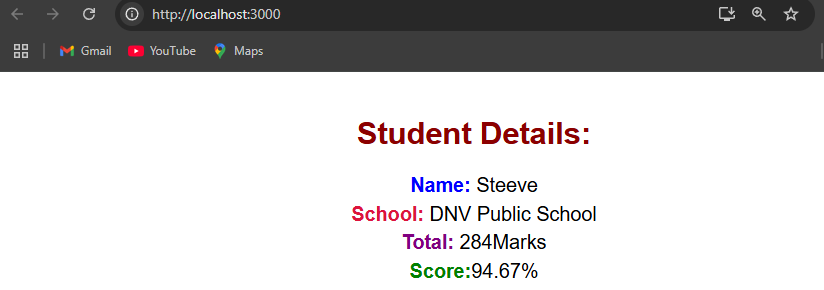 http://localhost:3000
Gmail YouTube Maps
Student Details:
Name: Steeve
School: DNV Public School
Total: 284Marks
Score:94.67%